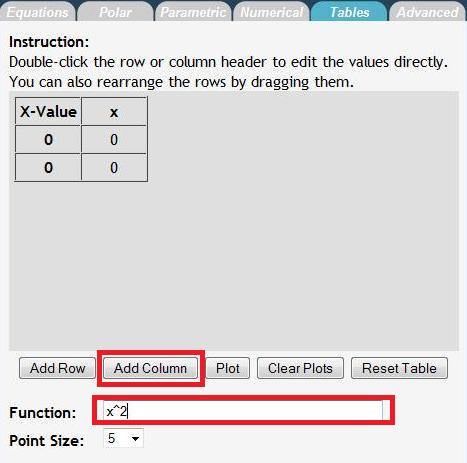 Equations Polar Parametric Numerical Tables Advanced
Instruction:
Double-click the row or column header to edit the values directly.
You can also rearrange the rows by dragging them.
X-Value x
0 0
0 0
Add Row Add Column Plot Clear Plots Reset Table
Function: x^2
Point Size: 5